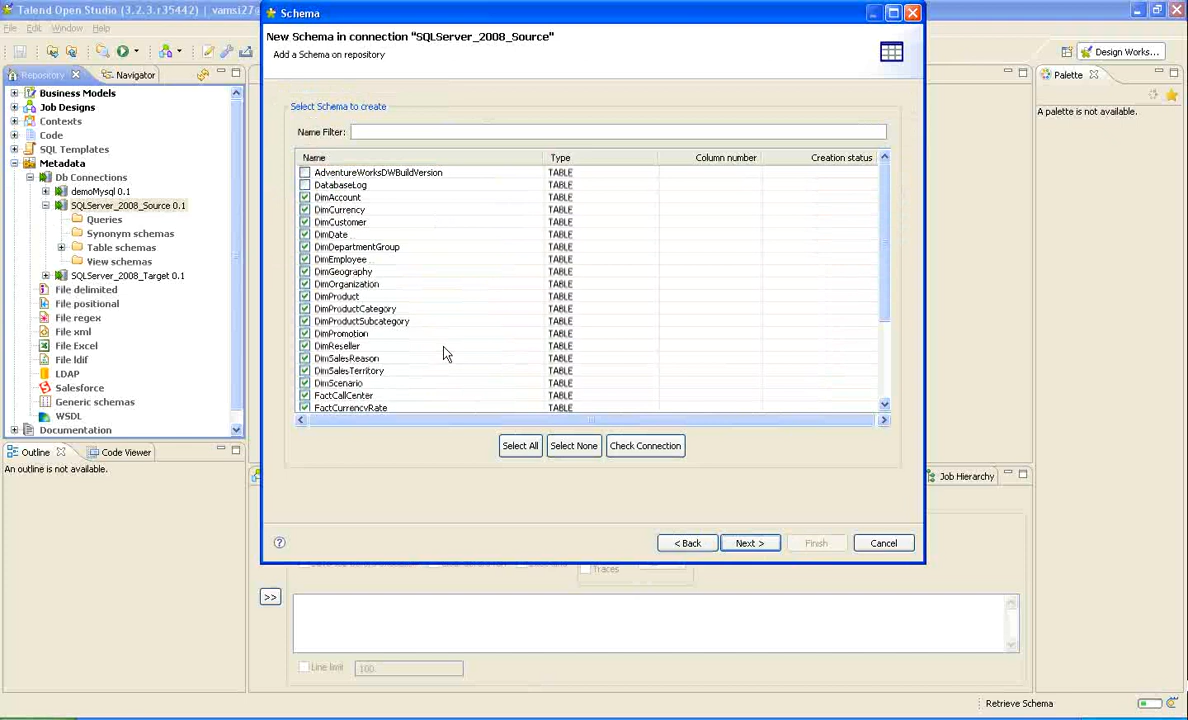 Talend Open Studio (3.2.3.r35442) | vamsi27@
File Edit Window Help
Repository
Navigator
Business Models
Job Designs
Contexts
Code
SQL Templates
Metadata
Db Connections
demoMysql 0.1
SQLServer_2008_Source 0.1
Queries
Synonym schemas
Table schemas
View schemas
SQLServer_2008_Target 0.1
File delimited
File positional
File regex
File xml
File Excel
File ldif
LDAP
Salesforce
Generic schemas
WSDL
Documentation
Outline
Code Viewer
An outline is not available.
Schema
New Schema in connection "SQLServer_2008_Source"
Add a Schema on repository
Select Schema to create
Name Filter:
Name Type Column number Creation status
AdventureWorksDWBuildVersion TABLE
DatabaseLog TABLE
DimAccount TABLE
DimCurrency TABLE
DimCustomer TABLE
DimDate TABLE
DimDepartmentGroup TABLE
DimEmployee TABLE
DimGeography TABLE
DimOrganization TABLE
DimProduct TABLE
DimProductCategory TABLE
DimProductSubcategory TABLE
DimPromotion TABLE
DimReseller TABLE
DimSalesReason TABLE
DimSalesTerritory TABLE
DimScenario TABLE
FactCallCenter TABLE
FactCurrencyRate TABLE
Select All Select None Check Connection
? < Back Next > Finish Cancel
Design Works...
Palette
A palette is not available.
Job Hierarchy
Traces
>>
Line limit 100
Retrieve Schema